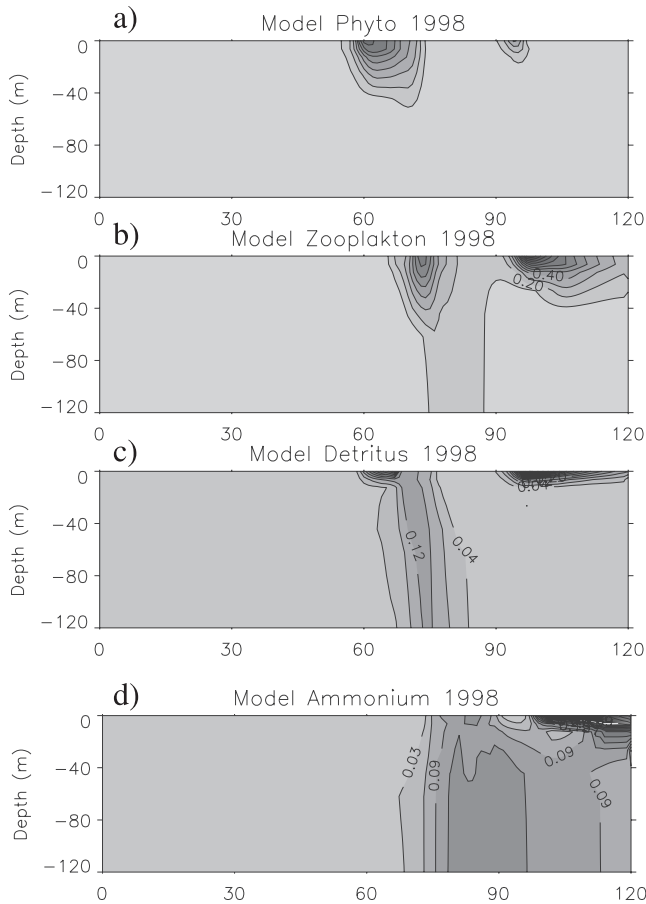 a)
Model Phyto 1998
Depth (m)
0
−40
−80
−120
0 30 60 90 120
b)
Model Zooplakton 1998
Depth (m)
0
−40
−80
−120
0.40
0.20
0 30 60 90 120
c)
Model Detritus 1998
Depth (m)
0
−40
−80
−120
0.04
0.12
0.04
0 30 60 90 120
d)
Model Ammonium 1998
Depth (m)
0
−40
−80
−120
0.03
0.09
0.09
0.09
0 30 60 90 120